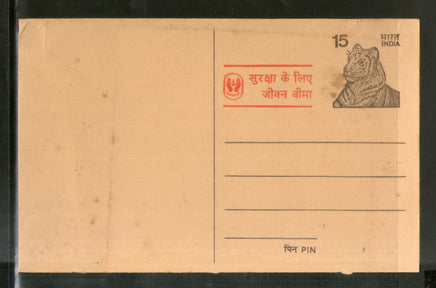 15 भारत
INDIA
सुरक्षा के लिए
जीवन बीमा
पिन PIN